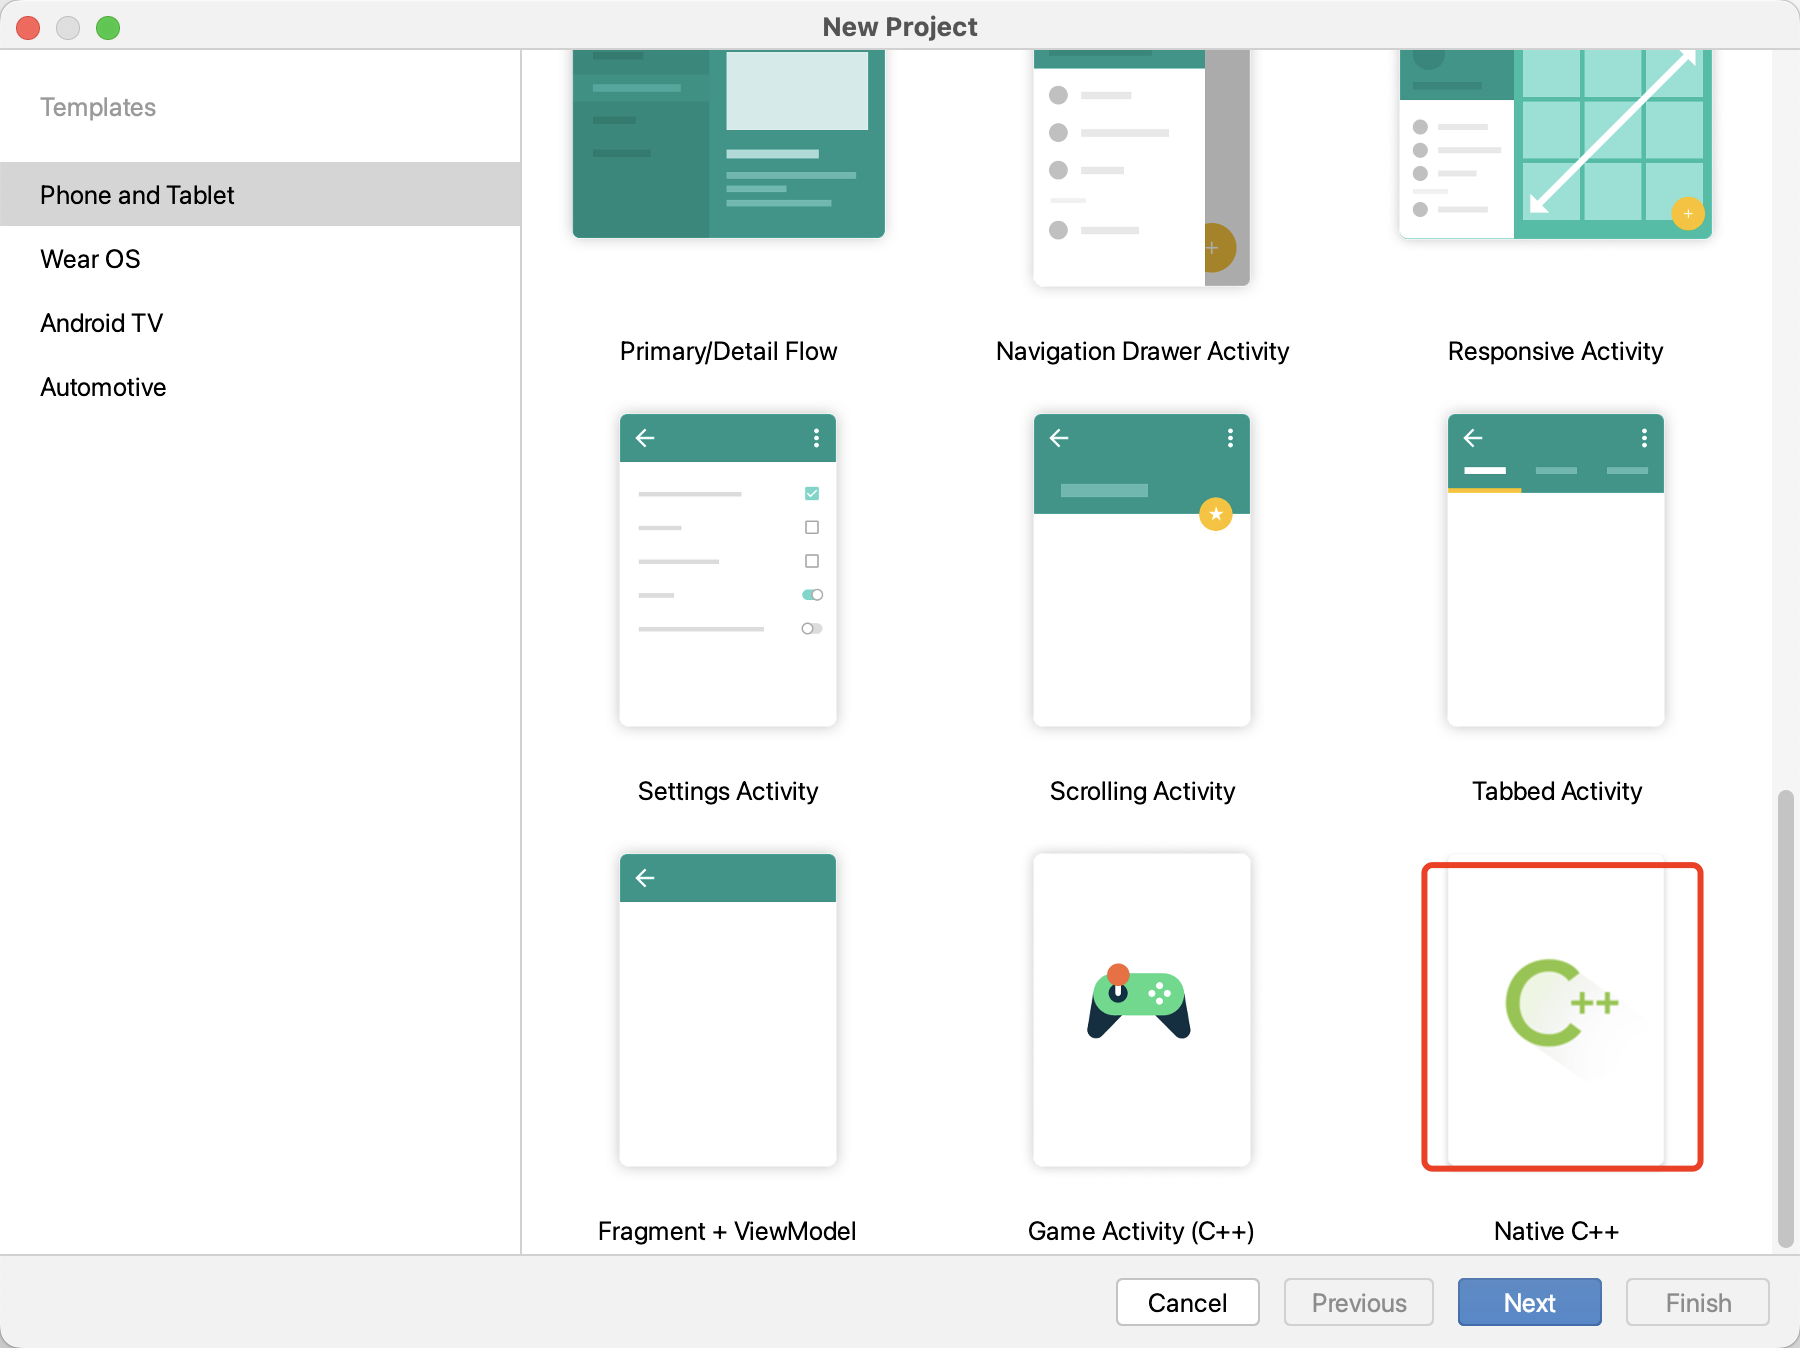 New Project
Templates
Phone and Tablet
Wear OS
Android TV
Automotive
Primary/Detail Flow
Navigation Drawer Activity
Responsive Activity
Settings Activity
Scrolling Activity
Tabbed Activity
C++
Fragment + ViewModel
Game Activity (C++)
Native C++
Cancel
Previous
Next
Finish